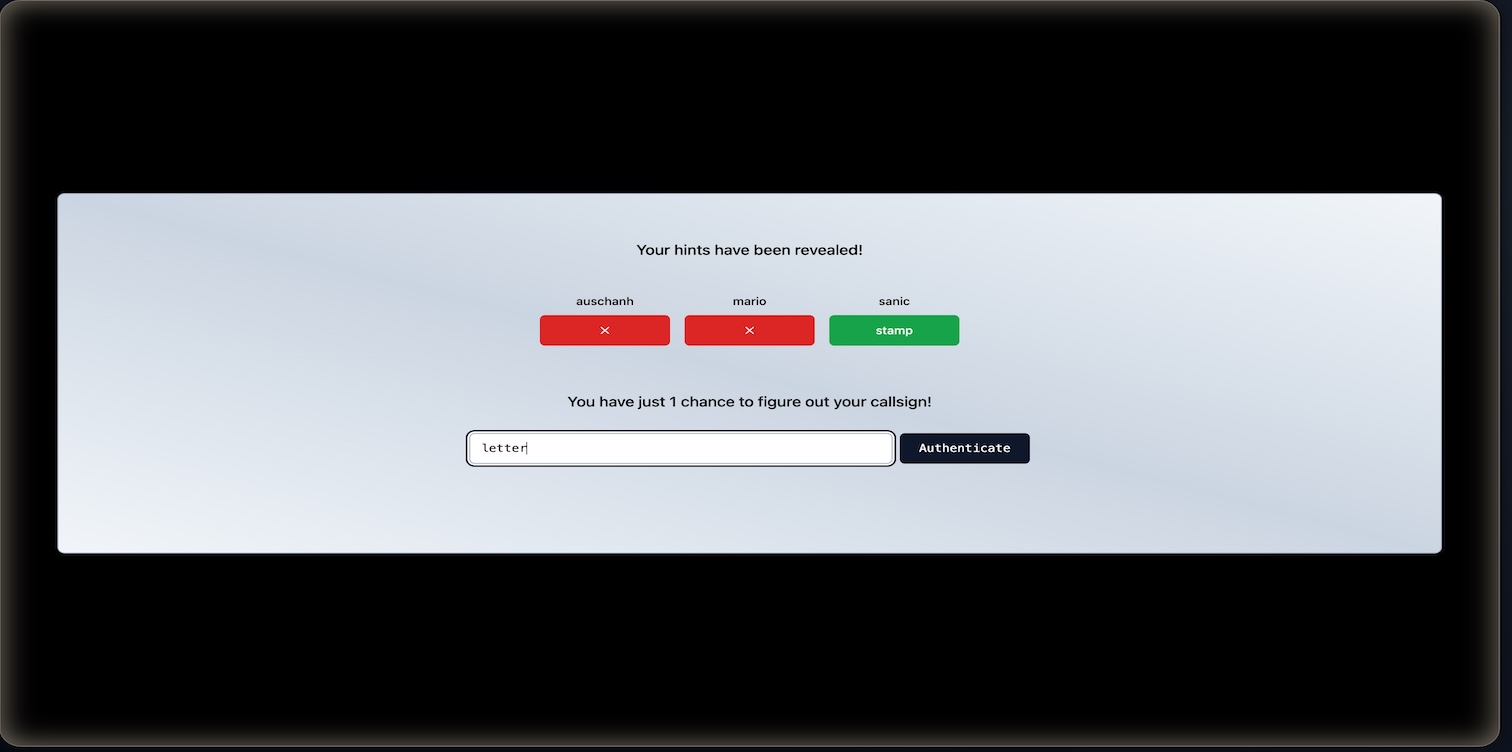 Your hints have been revealed!
auschanh mario sanic
✕ ✕ stamp
You have just 1 chance to figure out your callsign!
letter Authenticate